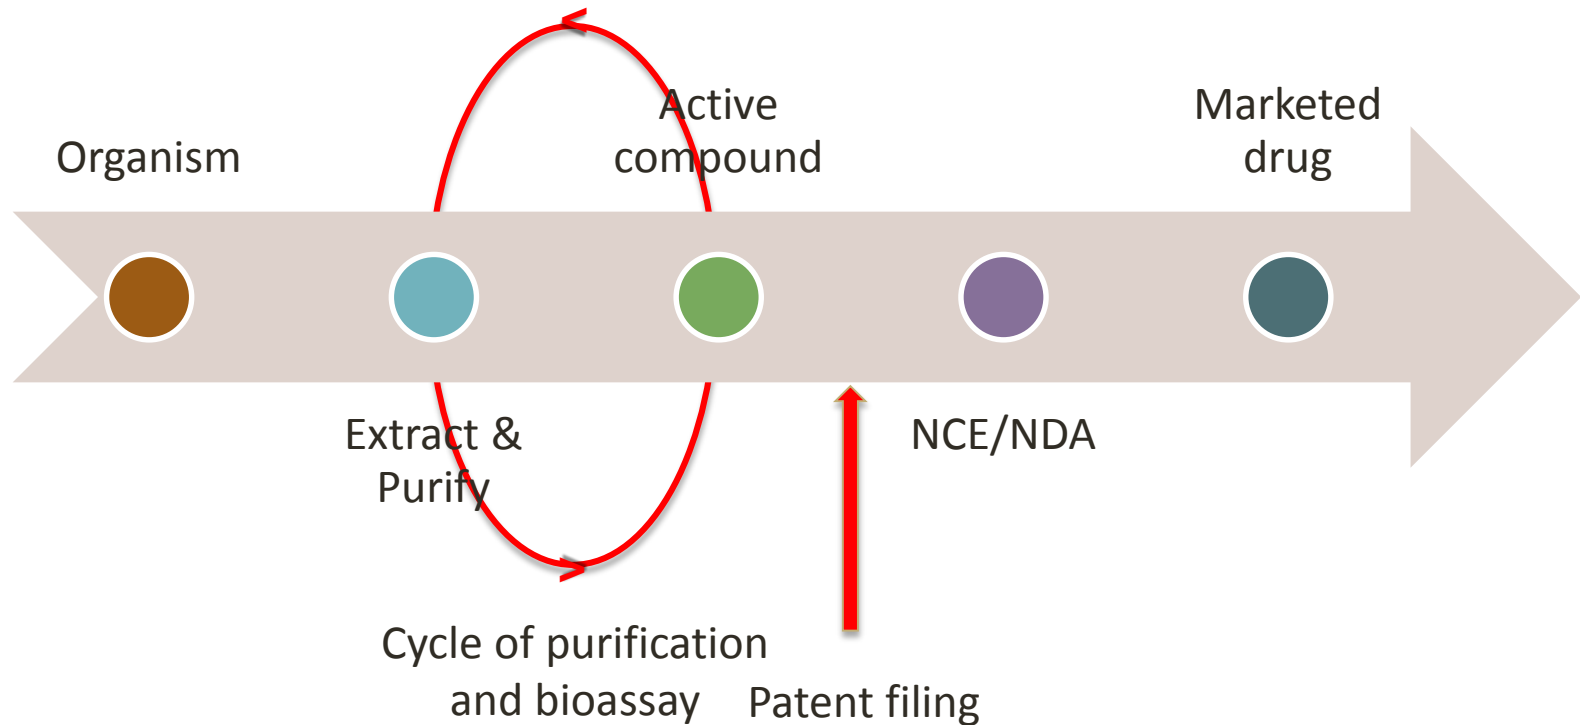 Organism
Active
compound
Marketed
drug
Extract &
Purify
NCE/NDA
Cycle of purification
and bioassay
Patent filing